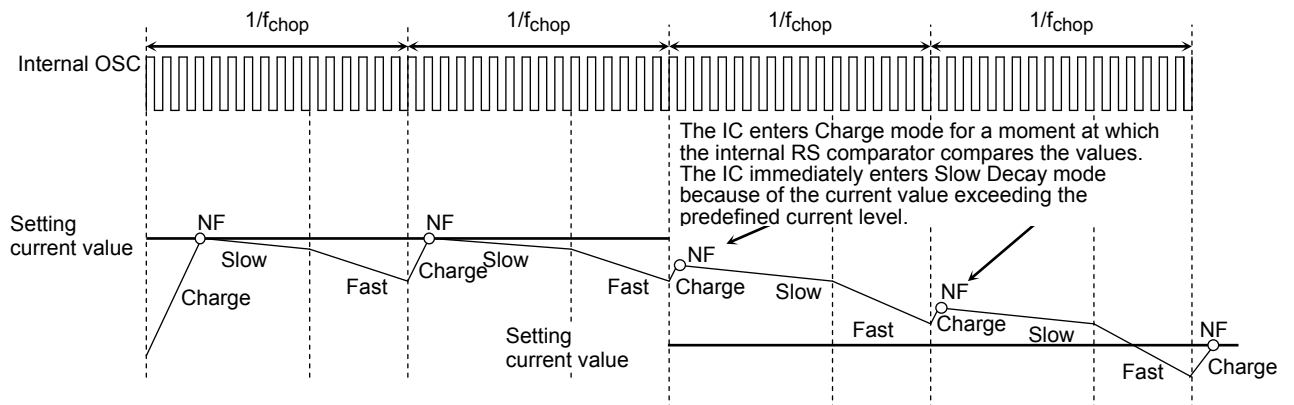 1/fchop 1/fchop 1/fchop 1/fchop
Internal OSC
The IC enters Charge mode for a moment at which
the internal RS comparator compares the values.
The IC immediately enters Slow Decay mode
because of the current value exceeding the
predefined current level.
Setting
current value
NF
Slow
Charge
Fast
NF
Charge
Slow
Fast
NF
Charge
Slow
Fast
NF
Charge
Slow
Fast
NF
Charge
Setting
current value